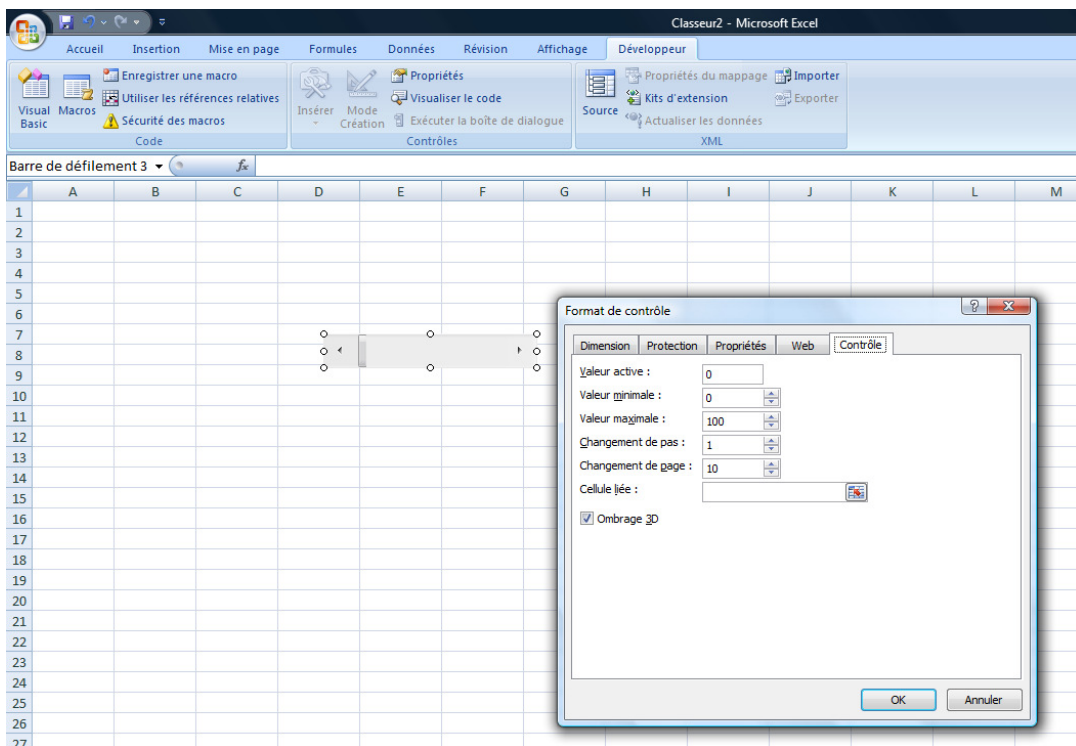 Classeur2 - Microsoft Excel
Accueil Insertion Mise en page Formules Données Révision Affichage Développeur
Visual Basic
Macros
Enregistrer une macro
Utiliser les références relatives
Sécurité des macros
Code
Insérer
Mode Création
Propriétés
Visualiser le code
Exécuter la boîte de dialogue
Contrôles
Source
Propriétés du mappage
Kits d'extension
Actualiser les données
Importer
Exporter
XML
Barre de défilement 3 fx
A B C D E F G H I J K L M
1
2
3
4
5
6
7
8
9
10
11
12
13
14
15
16
17
18
19
20
21
22
23
24
25
26
27
Format de contrôle
Dimension Protection Propriétés Web Contrôle
Valeur active : 0
Valeur minimale : 0
Valeur maximale : 100
Changement de pas : 1
Changement de page : 10
Cellule liée :
Ombrage 3D
OK Annuler